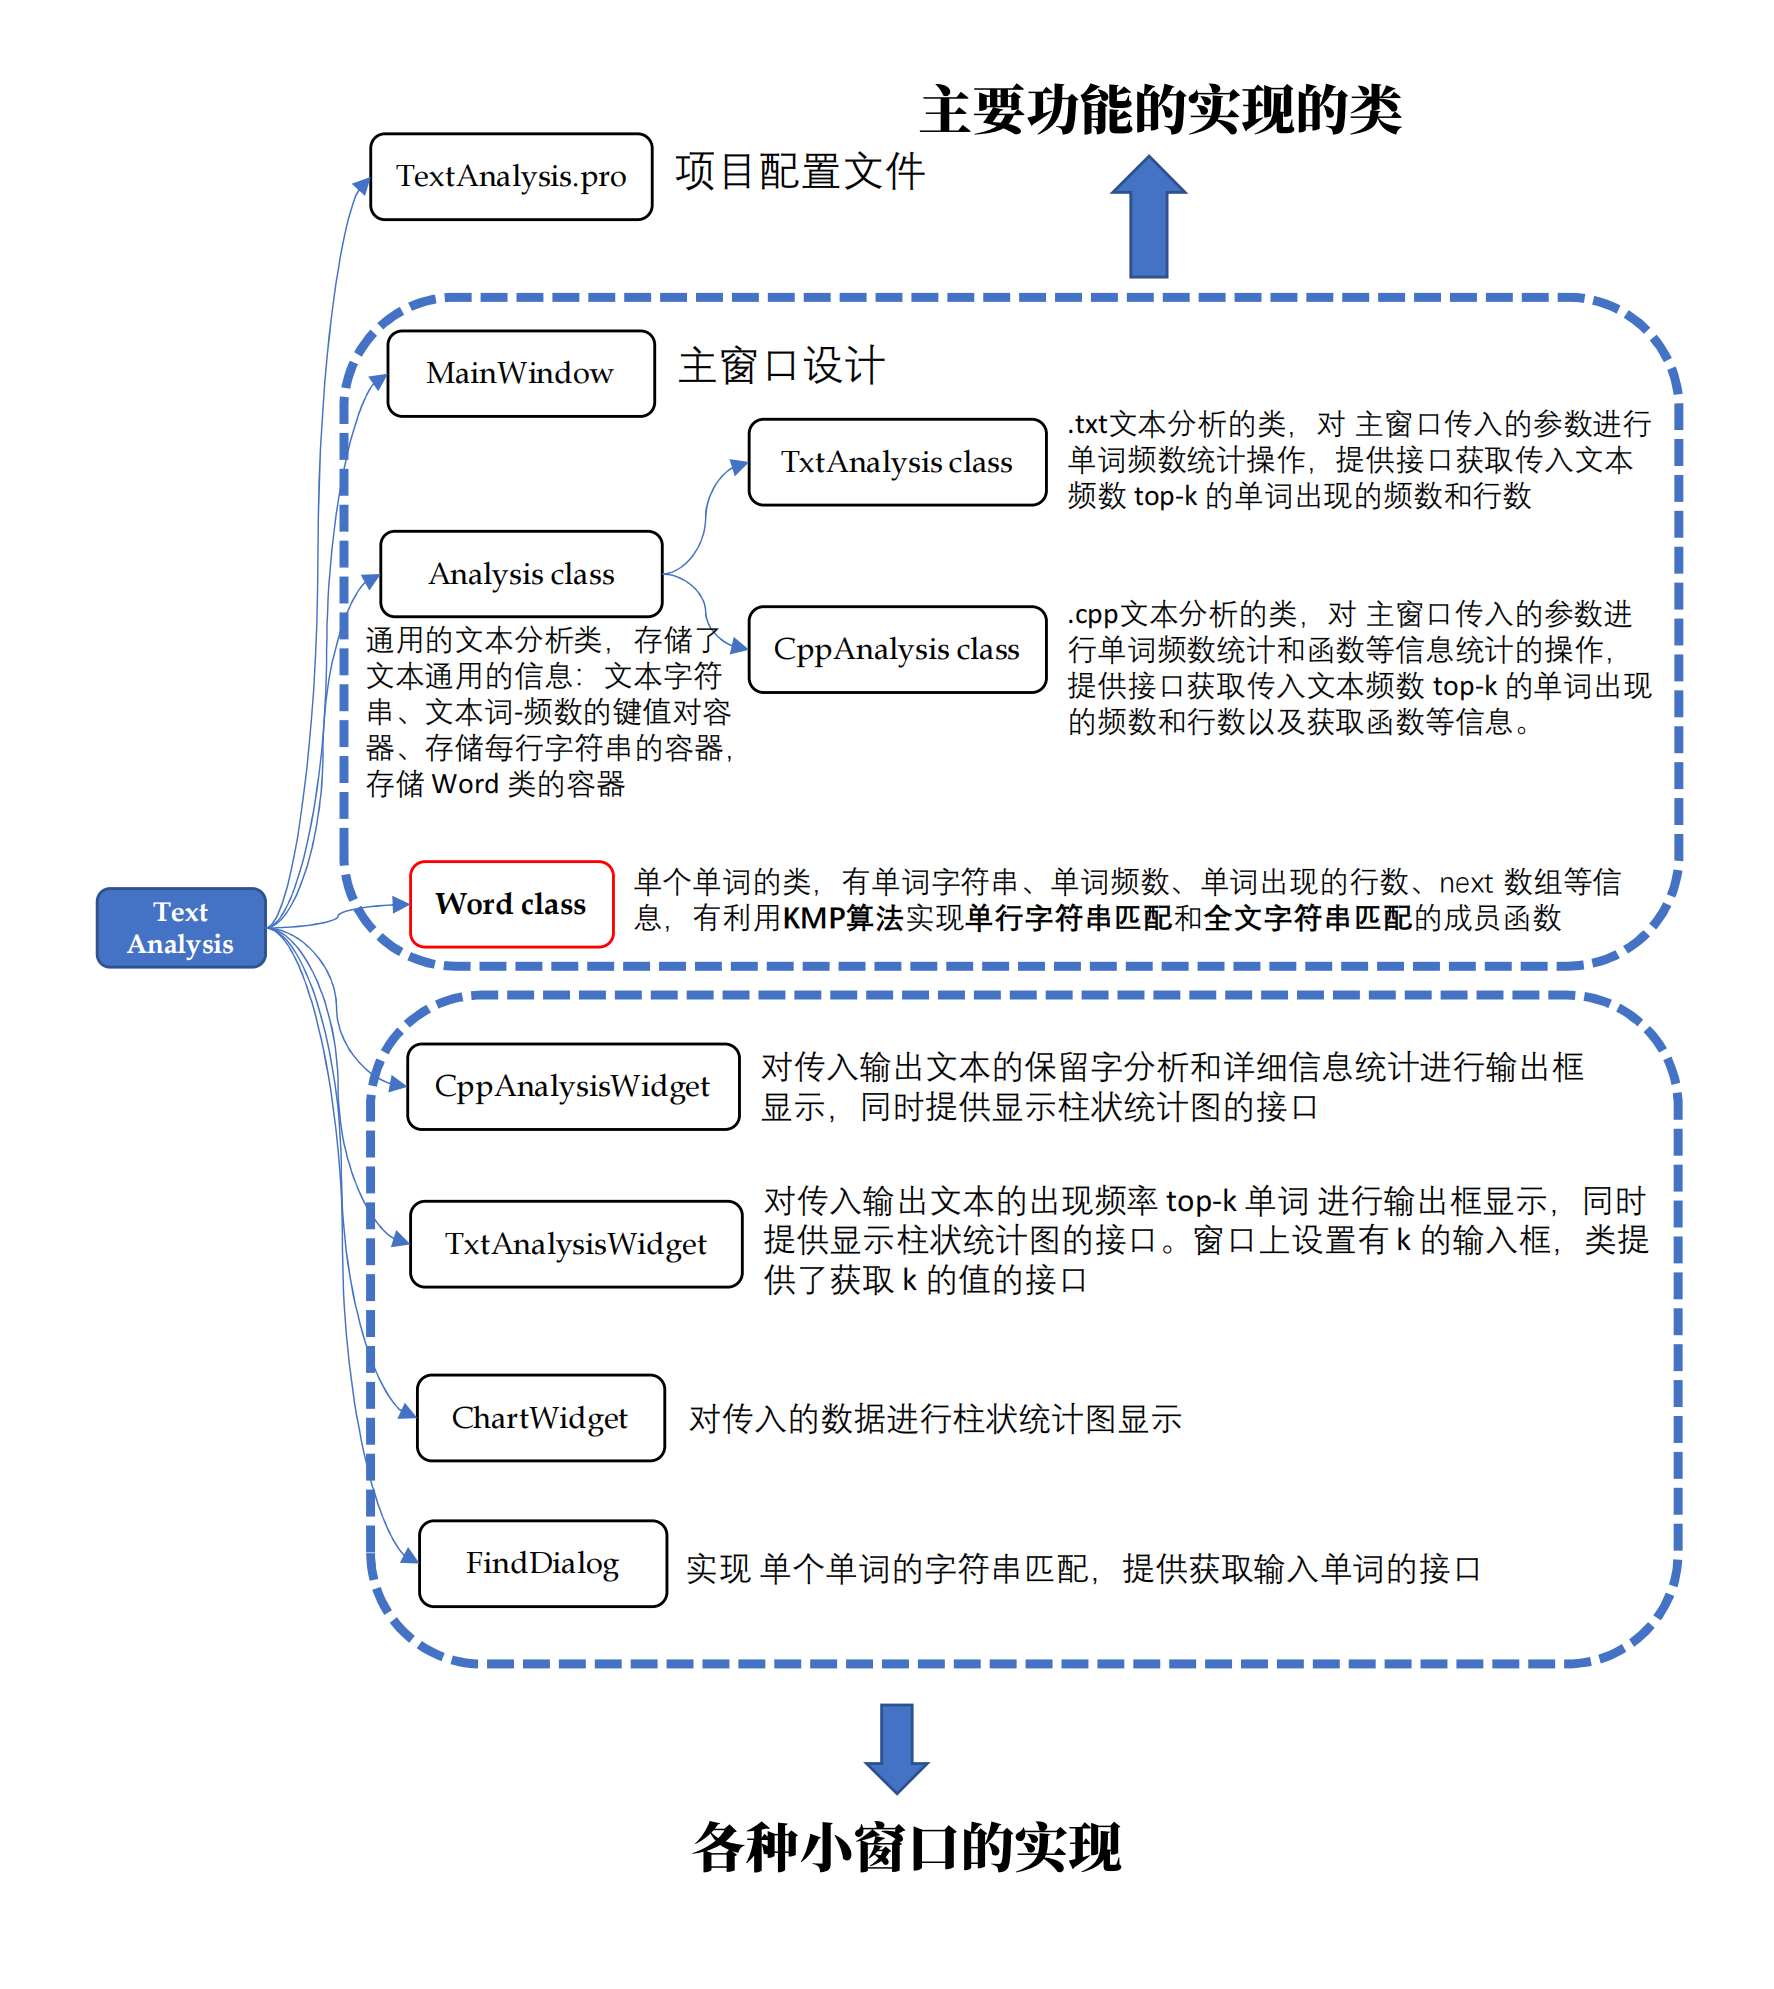 主要功能的实现的类
TextAnalysis.pro
项目配置文件
MainWindow
主窗口设计
TxtAnalysis class
.txt文本分析的类，对 主窗口传入的参数进行
单词频数统计操作，提供接口获取传入文本
频数 top-k 的单词出现的频数和行数
Analysis class
通用的文本分析类，存储了
文本通用的信息：文本字符
串、文本词-频数的键值对容
器、存储每行字符串的容器，
存储 Word 类的容器
CppAnalysis class
.cpp文本分析的类，对 主窗口传入的参数进
行单词频数统计和函数等信息统计的操作，
提供接口获取传入文本频数 top-k 的单词出现
的频数和行数以及获取函数等信息。
Text
Analysis
Word class
单个单词的类，有单词字符串、单词频数、单词出现的行数、next 数组等信
息，有利用KMP算法实现单行字符串匹配和全文字符串匹配的成员函数
CppAnalysisWidget
对传入输出文本的保留字分析和详细信息统计进行输出框
显示，同时提供显示柱状统计图的接口
TxtAnalysisWidget
对传入输出文本的出现频率 top-k 单词 进行输出框显示，同时
提供显示柱状统计图的接口。窗口上设置有 k 的输入框，类提
供了获取 k 的值的接口
ChartWidget
对传入的数据进行柱状统计图显示
FindDialog
实现 单个单词的字符串匹配，提供获取输入单词的接口
各种小窗口的实现